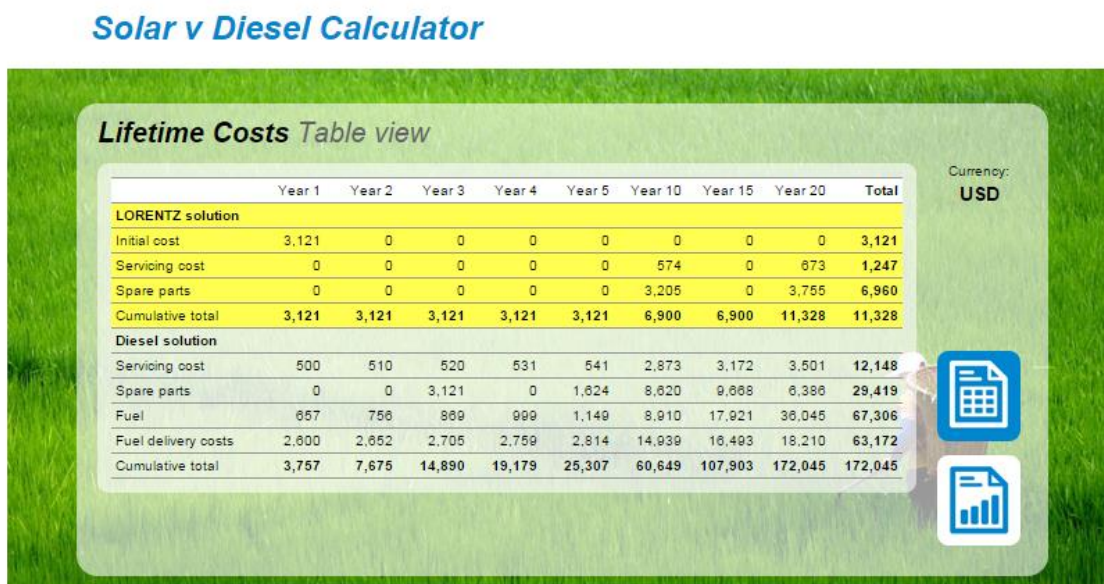 Solar v Diesel Calculator
Lifetime Costs Table view
Currency:
USD
Year 1 Year 2 Year 3 Year 4 Year 5 Year 10 Year 15 Year 20 Total
LORENTZ solution
Initial cost 3,121 0 0 0 0 0 0 0 3,121
Servicing cost 0 0 0 0 0 574 0 673 1,247
Spare parts 0 0 0 0 0 3,205 0 3,755 6,960
Cumulative total 3,121 3,121 3,121 3,121 3,121 6,900 6,900 11,328 11,328
Diesel solution
Servicing cost 500 510 520 531 541 2,873 3,172 3,501 12,148
Spare parts 0 0 3,121 0 1,624 8,620 9,668 6,386 29,419
Fuel 657 756 869 999 1,149 8,910 17,921 36,045 67,306
Fuel delivery costs 2,600 2,652 2,705 2,759 2,814 14,939 16,493 18,210 63,172
Cumulative total 3,757 7,675 14,890 19,179 25,307 60,649 107,903 172,045 172,045